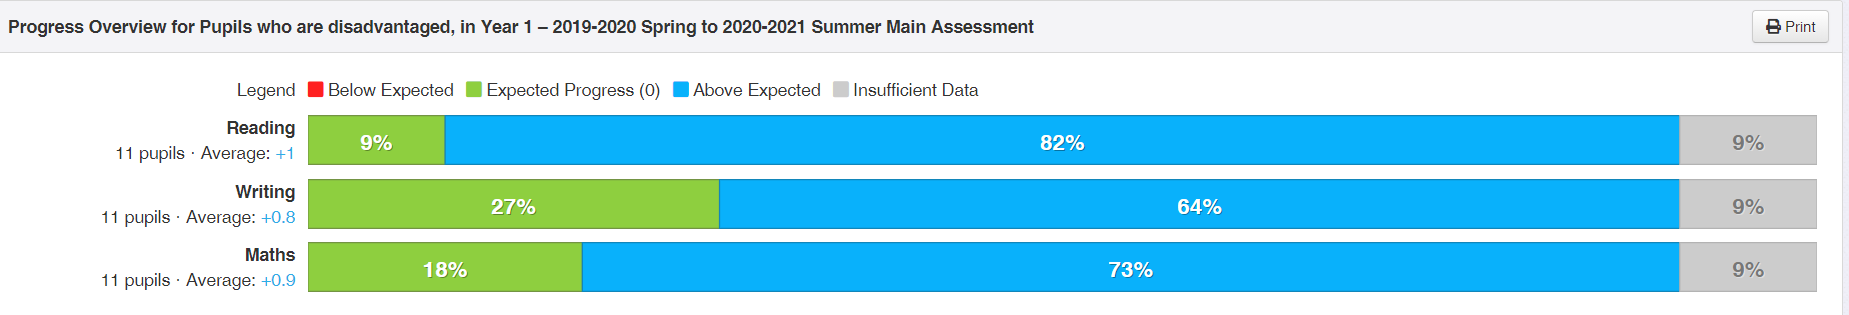 Progress Overview for Pupils who are disadvantaged, in Year 1 – 2019-2020 Spring to 2020-2021 Summer Main Assessment
Print
Legend Below Expected Expected Progress (0) Above Expected Insufficient Data
Reading
11 pupils · Average: +1
9% 82% 9%
Writing
11 pupils · Average: +0.8
27% 64% 9%
Maths
11 pupils · Average: +0.9
18% 73% 9%